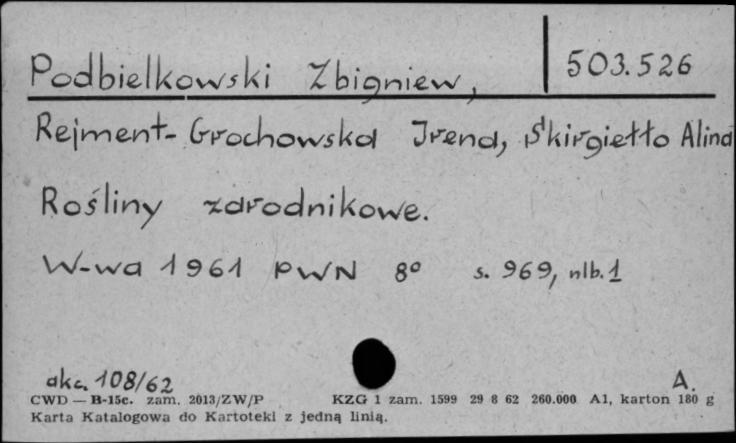 503.526
Podbielkowski Zbigniew,
Rejment-Grochowska Irena, Skirgiełło Alina
Rośliny zarodnikowe.
W-wa 1961 PWN 8° s. 969, nlb. 1
akc. 108/62 A.
CWD — B-15c. zam. 2013/ZW/P KZG 1 zam. 1599 29 8 62 260.000 A1, karton 180 g
Karta Katalogowa do Kartoteki z jedną linią.